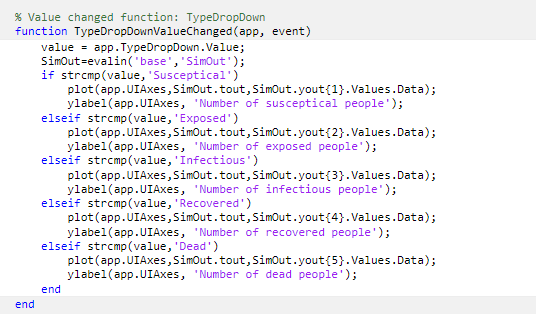 % Value changed function: TypeDropDown
function TypeDropDownValueChanged(app, event)
value = app.TypeDropDown.Value;
SimOut=evalin('base','SimOut');
if strcmp(value,'Susceptical')
plot(app.UIAxes,SimOut.tout,SimOut.yout{1}.Values.Data);
ylabel(app.UIAxes, 'Number of susceptical people');
elseif strcmp(value,'Exposed')
plot(app.UIAxes,SimOut.tout,SimOut.yout{2}.Values.Data);
ylabel(app.UIAxes, 'Number of exposed people');
elseif strcmp(value,'Infectious')
plot(app.UIAxes,SimOut.tout,SimOut.yout{3}.Values.Data);
ylabel(app.UIAxes, 'Number of infectious people');
elseif strcmp(value,'Recovered')
plot(app.UIAxes,SimOut.tout,SimOut.yout{4}.Values.Data);
ylabel(app.UIAxes, 'Number of recovered people');
elseif strcmp(value,'Dead')
plot(app.UIAxes,SimOut.tout,SimOut.yout{5}.Values.Data);
ylabel(app.UIAxes, 'Number of dead people');
end
end